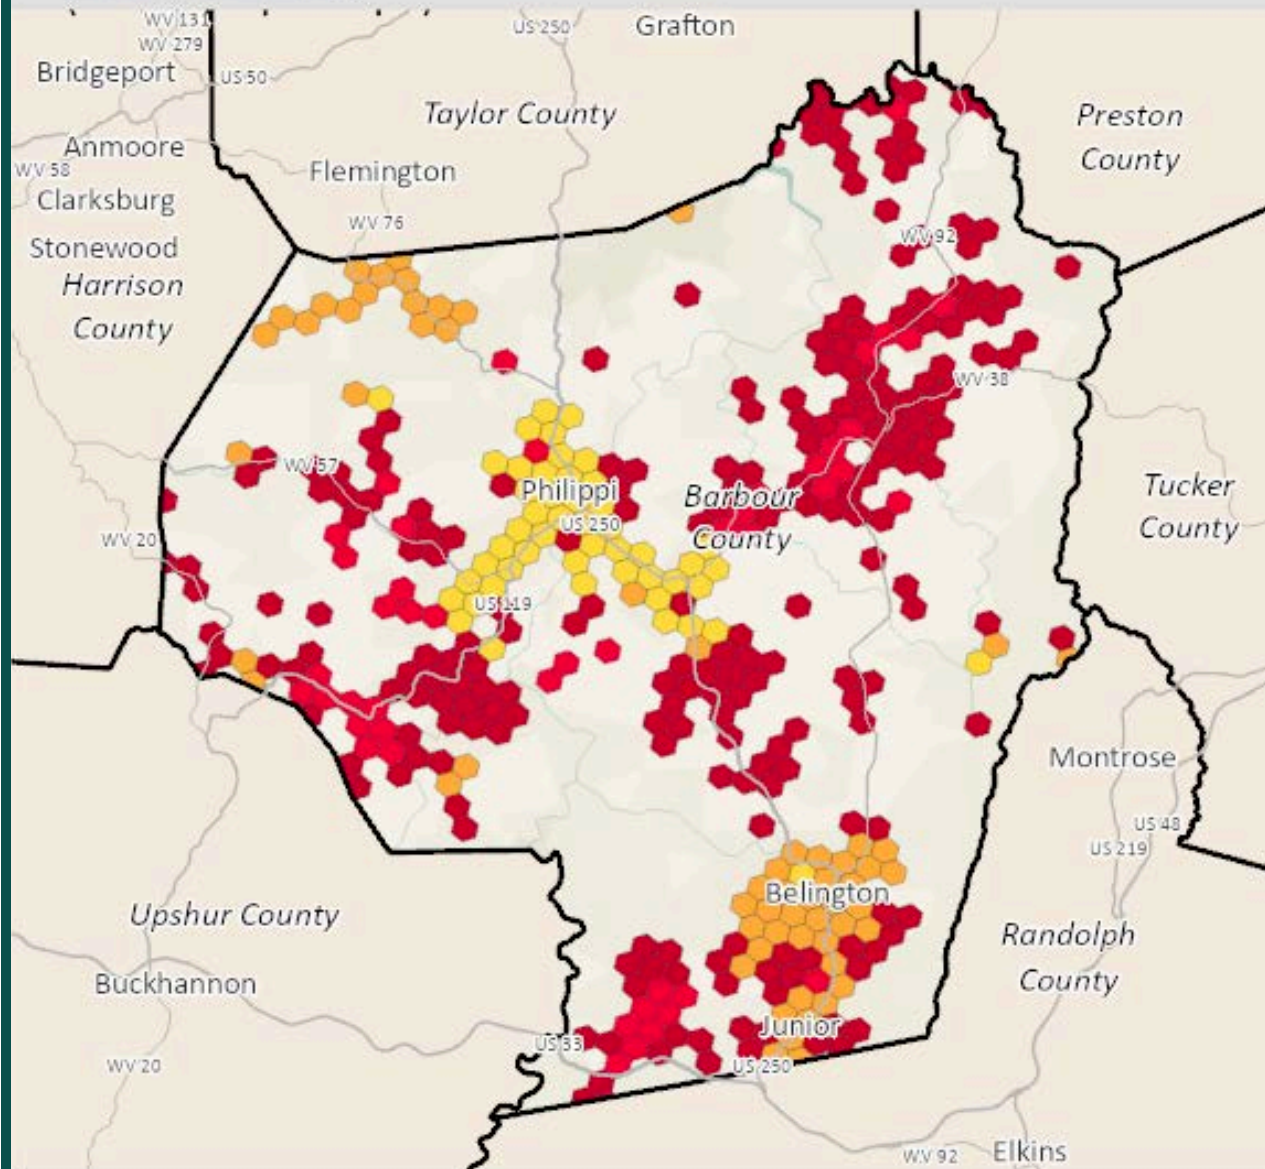 WV 131
US 250
Grafton
WV 279
Bridgeport
US 50
Taylor County
Preston
County
Anmoore
WV 58
Flemington
Clarksburg
WV 76
Stonewood
WV 92
Harrison
County
WV 38
WV 57
Philippi
Barbour
County
Tucker
County
US 250
WV 20
US 119
Montrose
US 48
US 219
Belington
Upshur County
Randolph
County
Buckhannon
Junior
US 33
WV 20
US 250
WV 92
Elkins